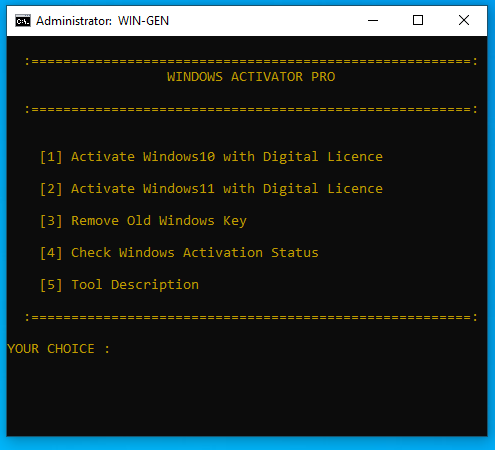 Administrator: WIN-GEN
:=======================================================:
WINDOWS ACTIVATOR PRO
:=======================================================:
[1] Activate Windows10 with Digital Licence
[2] Activate Windows11 with Digital Licence
[3] Remove Old Windows Key
[4] Check Windows Activation Status
[5] Tool Description
:=======================================================:
YOUR CHOICE :